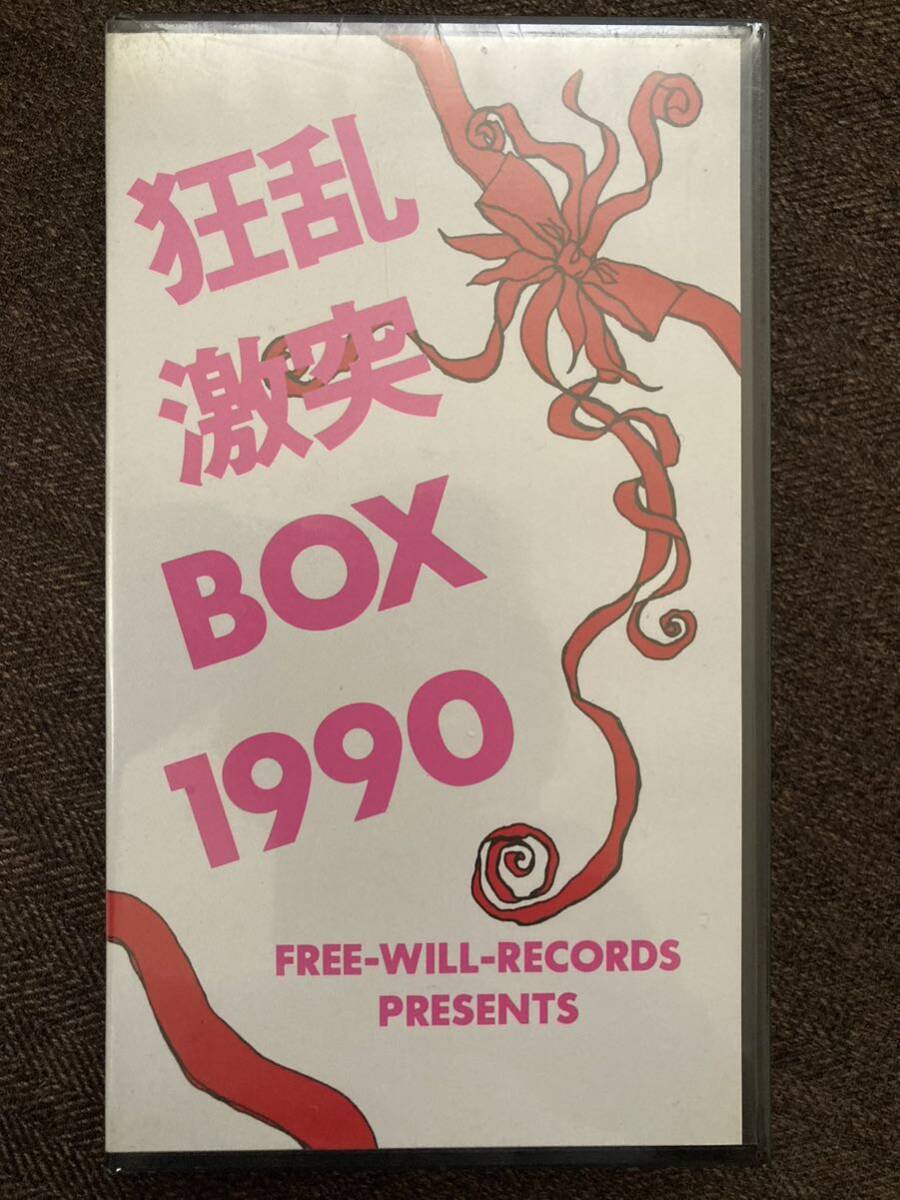 狂乱
激突
BOX
1990
FREE-WILL-RECORDS
PRESENTS